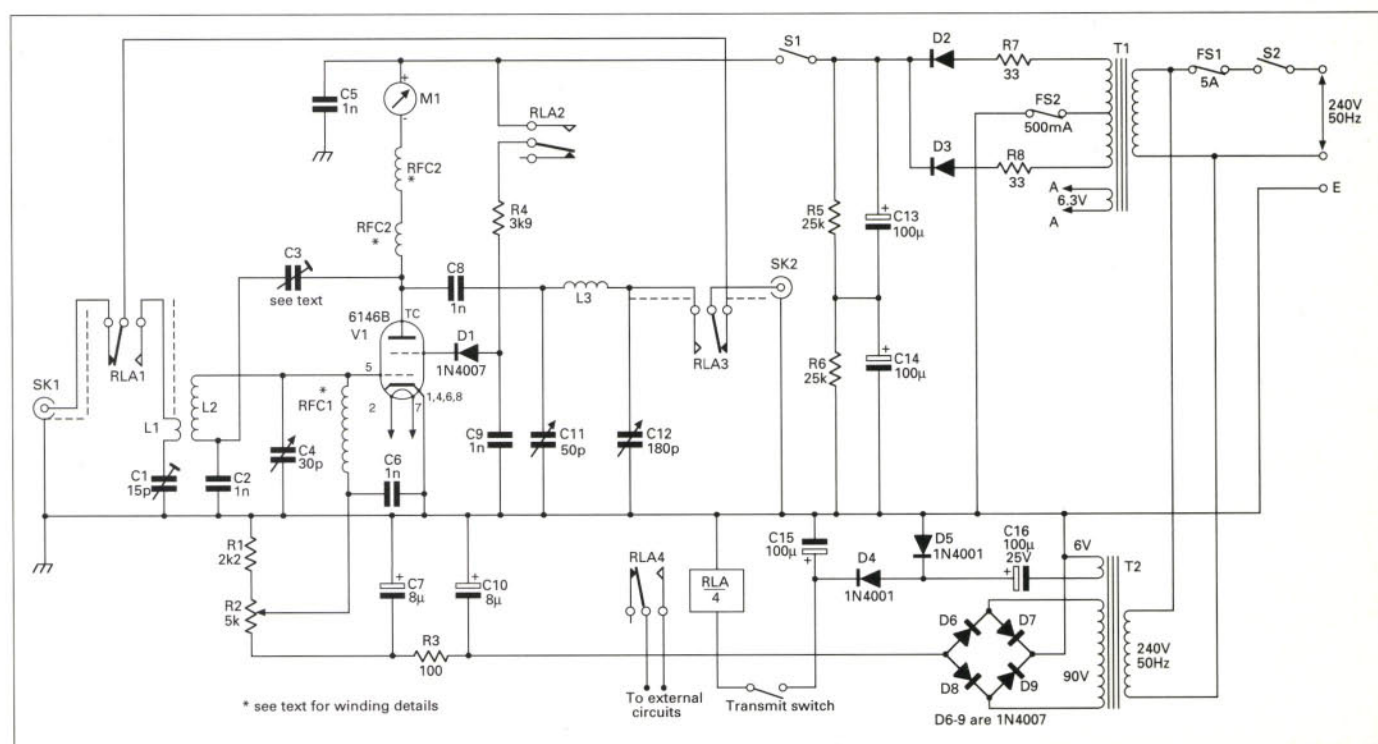 S1
D2
R7
33
T1
FS1
5A
S2
240V
50Hz
C5
1n
+
M1
-
RLA2
FS2
500mA
RFC2
*
D3
R8
33
A
6.3V
A
E
R4
3k9
R5
25k
+
C13
100μ
RFC2
*
C3
see text
C8
1n
L3
SK2
6146B
V1
TC
D1
1N4007
RLA1
RLA3
SK1
5
*
RFC1
2
7
1,4,6,8
R6
25k
+
C14
100μ
L2
L1
C4
30p
C9
1n
C11
50p
C12
180p
C1
15p
C2
1n
C6
1n
R1
2k2
C15
100μ
+
D5
1N4001
C16
100μ
25V
+
6V
T2
+
C7
8μ
+
C10
8μ
RLA4
RLA
4
D4
1N4001
R2
5k
D6
D7
R3
100
90V
240V
50Hz
D8
D9
To external
circuits
Transmit switch
* see text for winding details
D6-9 are 1N4007